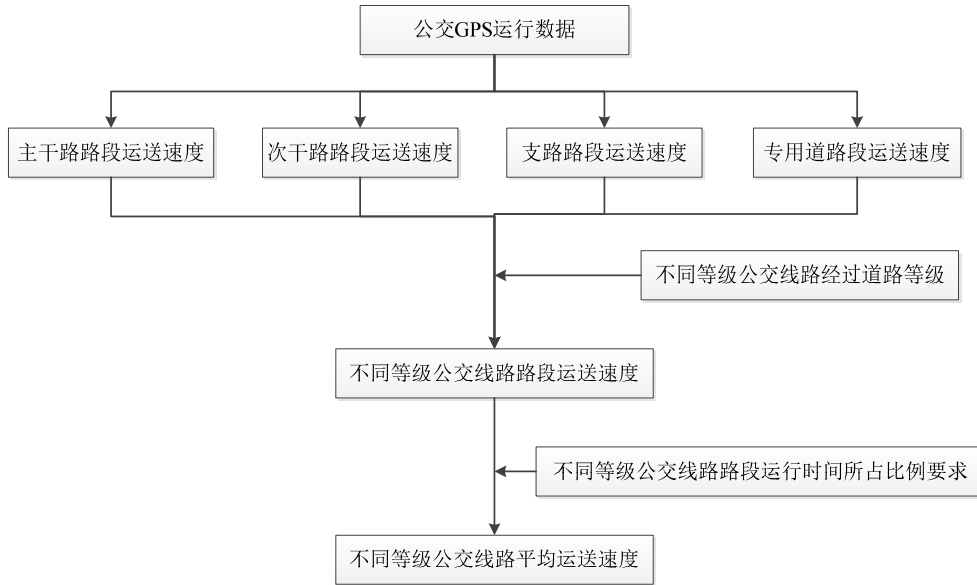 公交GPS运行数据
主干路路段运送速度
次干路路段运送速度
支路路段运送速度
专用道路段运送速度
不同等级公交线路经过道路等级
不同等级公交线路路段运送速度
不同等级公交线路路段运行时间所占比例要求
不同等级公交线路平均运送速度